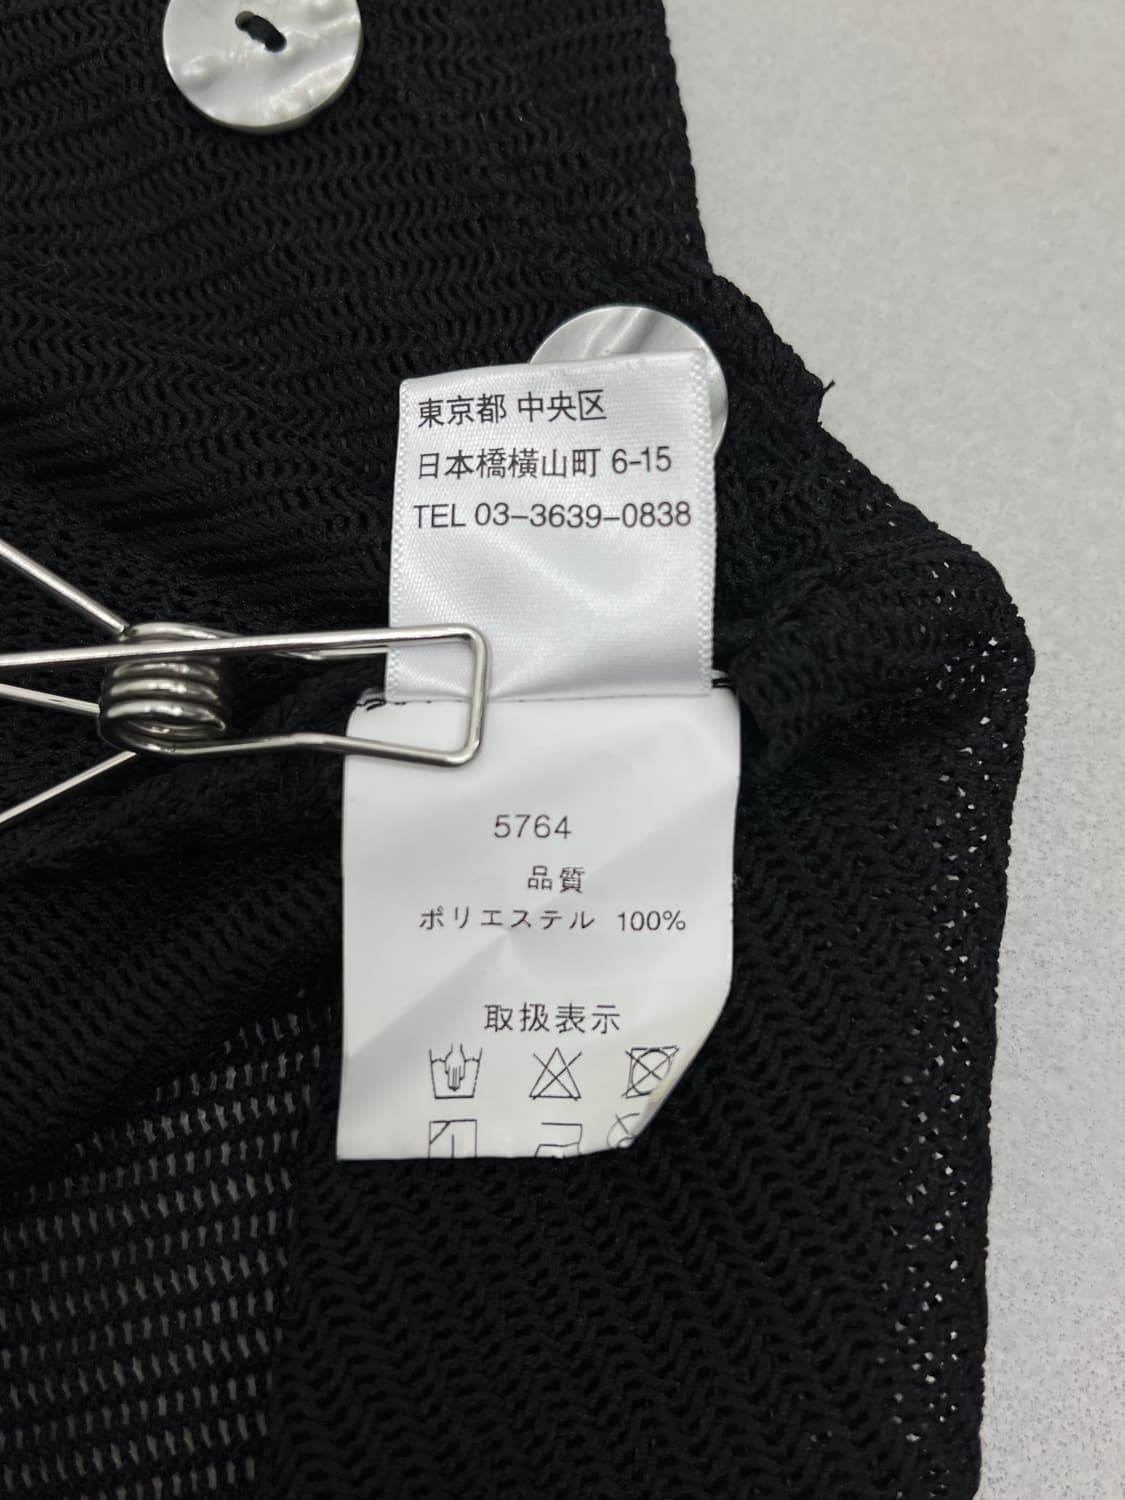 東京都 中央区
日本橋横山町 6-15
TEL 03-3639-0838
5764
品質
ポリエステル 100%
取扱表示